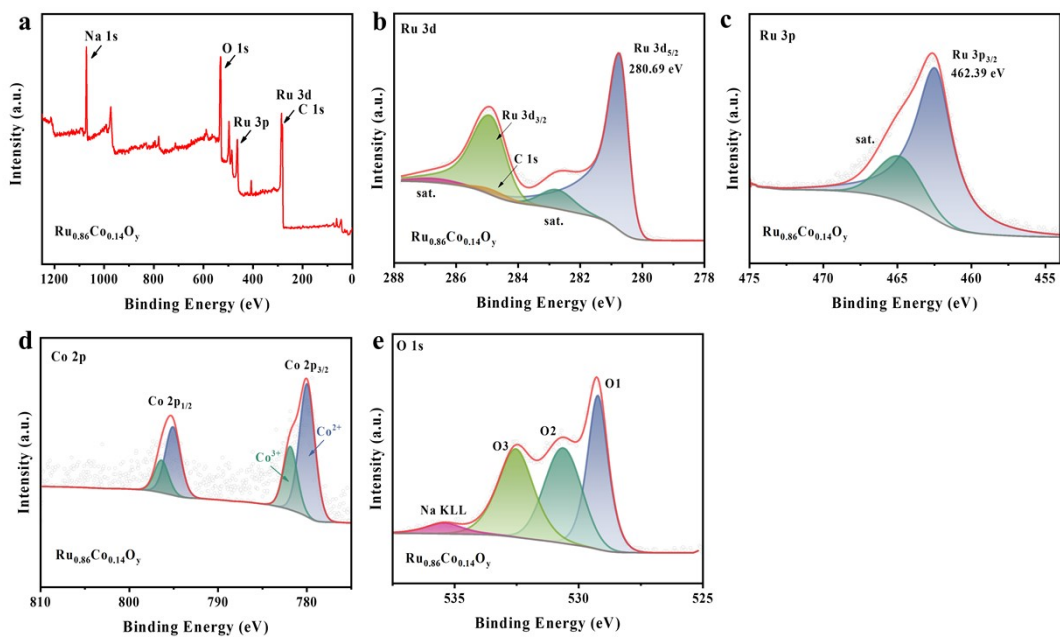 a
Na 1s
O 1s
Ru 3d
C 1s
Ru 3p
Ru0.86Co0.14Oy
Intensity (a.u.)
1200 1000 800 600 400 200 0
Binding Energy (eV)
b
Ru 3d
Ru 3d5/2
280.69 eV
Ru 3d3/2
C 1s
sat.
sat.
Ru0.86Co0.14Oy
Intensity (a.u.)
288 286 284 282 280 278
Binding Energy (eV)
c
Ru 3p
Ru 3p3/2
462.39 eV
sat.
Ru0.86Co0.14Oy
Intensity (a.u.)
475 470 465 460 455
Binding Energy (eV)
d
Co 2p
Co 2p3/2
Co 2p1/2
Co2+
Co3+
Ru0.86Co0.14Oy
Intensity (a.u.)
810 800 790 780
Binding Energy (eV)
e
O 1s
O1
O2
O3
Na KLL
Ru0.86Co0.14Oy
Intensity (a.u.)
535 530 525
Binding Energy (eV)